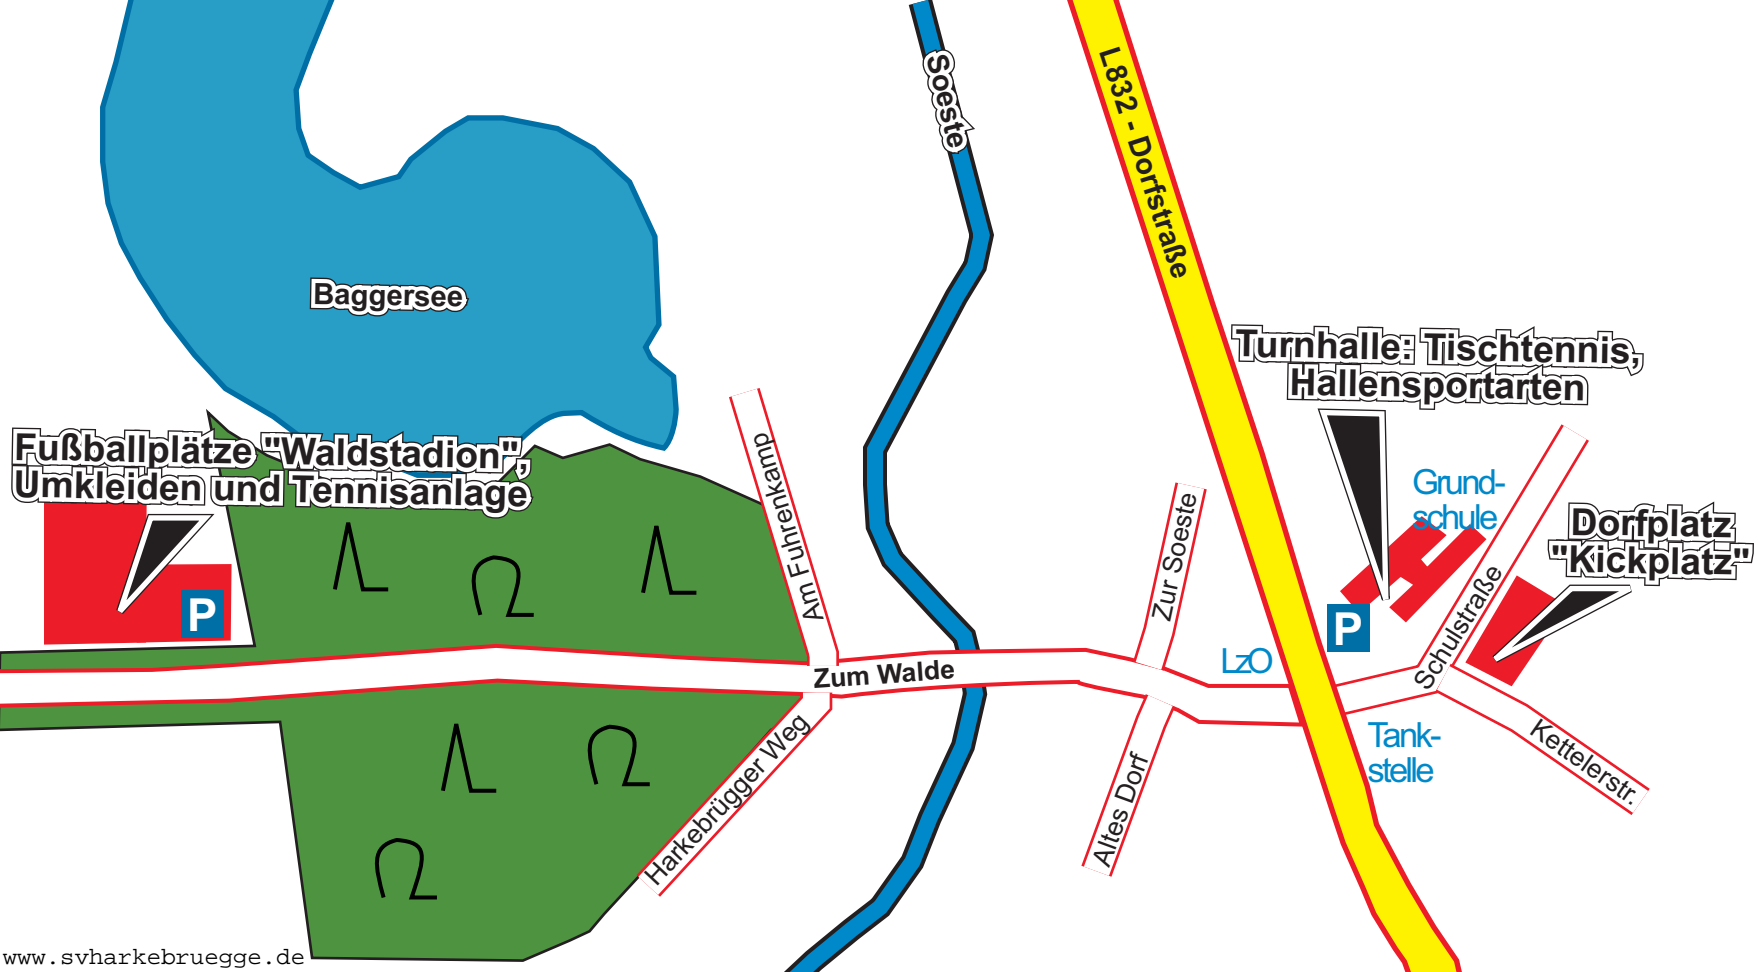 Soeste
L832 - Dorfstraße
Baggersee
Turnhalle: Tischtennis,
Hallensportarten
Fußballplätze "Waldstadion",
Umkleiden und Tennisanlage
Am Fuhrenkamp
Zur Soeste
Grund-
schule
Dorfplatz
"Kickplatz"
P
P
Schulstraße
LzO
Zum Walde
Tank-
stelle
Kettelerstr.
Harkebrügger Weg
Altes Dorf
www.svharkebruegge.de